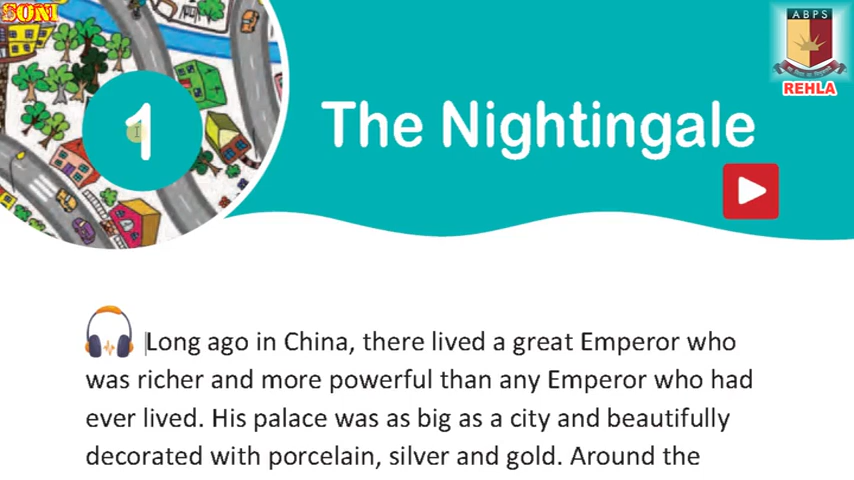 SONI
ABPS
REHLA
1
The Nightingale
Long ago in China, there lived a great Emperor who
was richer and more powerful than any Emperor who had
ever lived. His palace was as big as a city and beautifully
decorated with porcelain, silver and gold. Around the